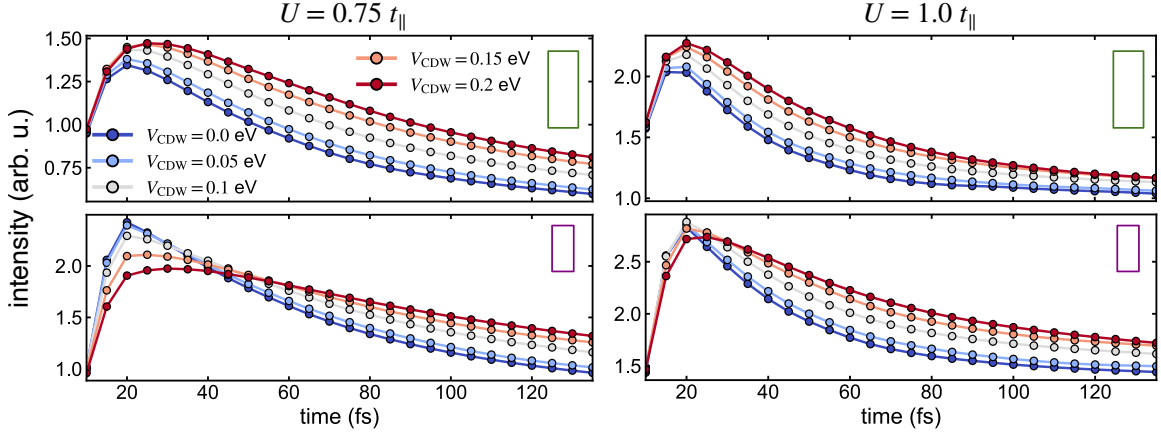 U = 0.75 t∥
U = 1.0 t∥
intensity (arb. u.)
1.50
1.25
1.00
0.75
V_CDW = 0.15 eV
V_CDW = 0.2 eV
V_CDW = 0.0 eV
V_CDW = 0.05 eV
V_CDW = 0.1 eV
2.0
1.5
1.0
2.0
1.5
1.0
20 40 60 80 100 120
time (fs)
2.5
2.0
1.5
20 40 60 80 100 120
time (fs)